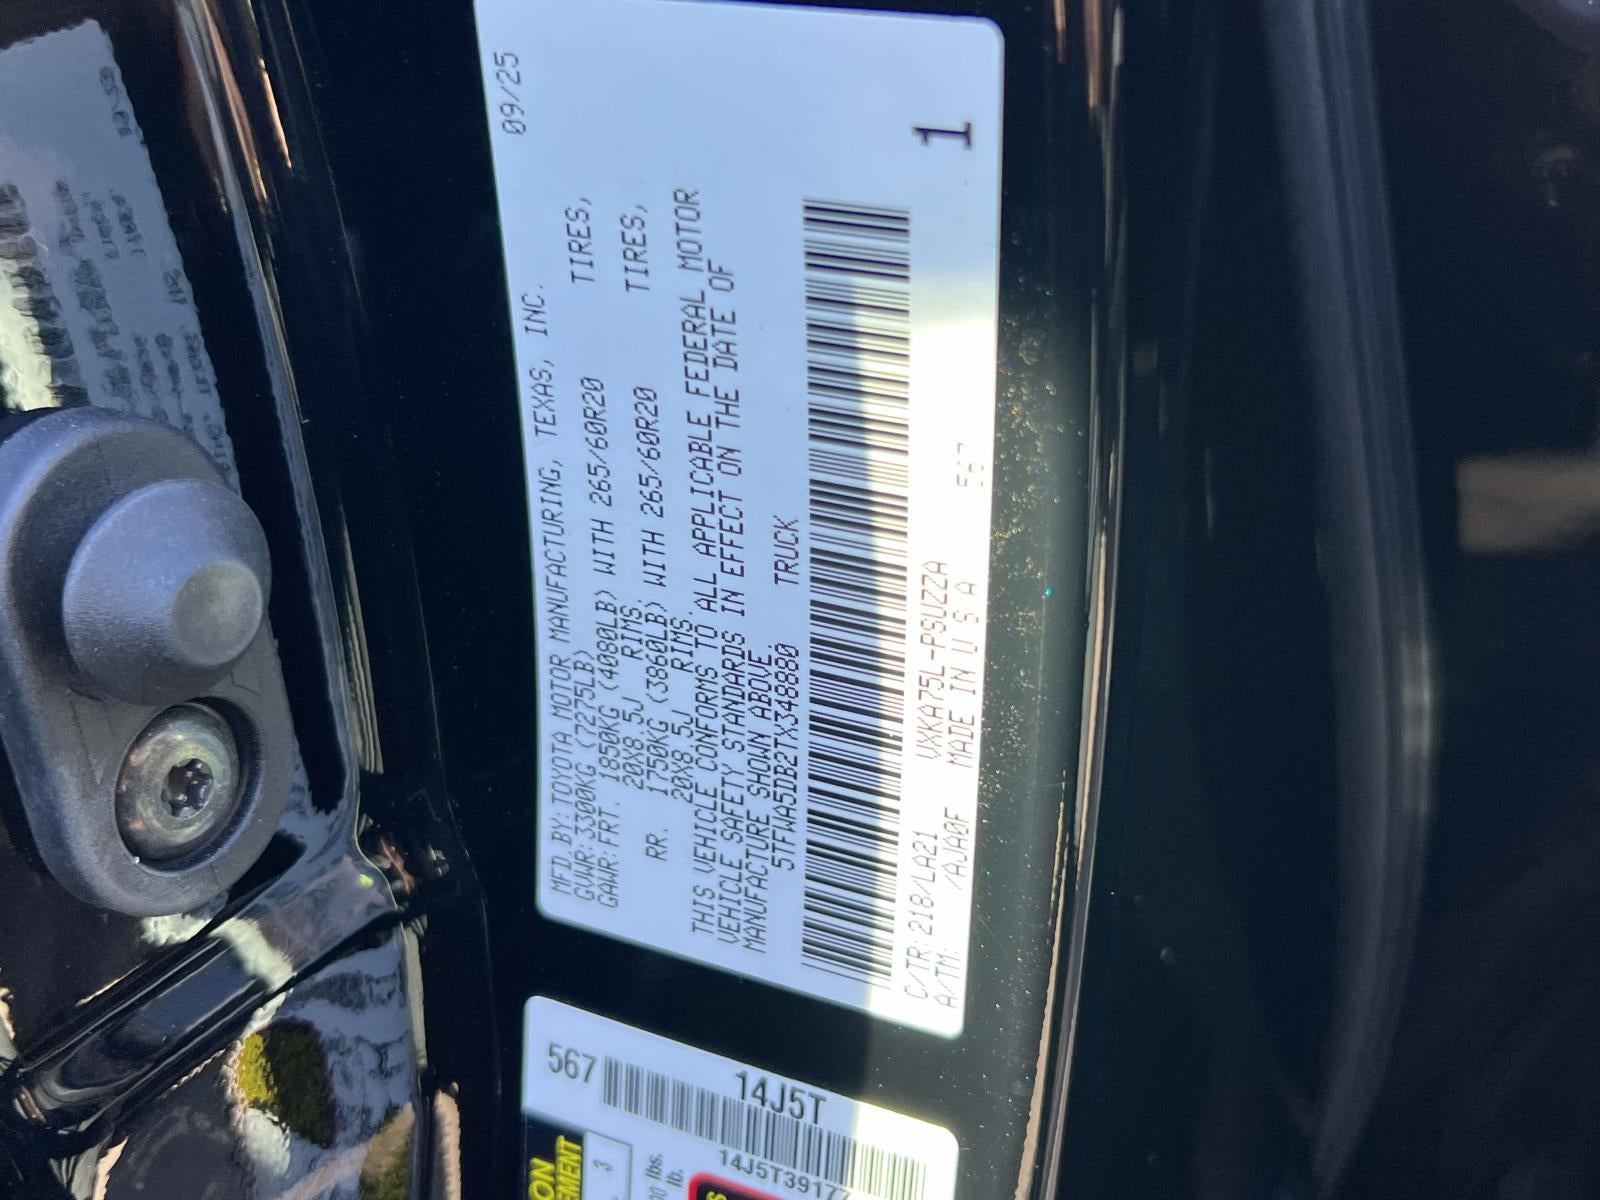 09/25
MFD. BY: TOYOTA MOTOR MANUFACTURING, TEXAS, INC.
GVWR: 3300KG (7275LB)
GAWR: FRT. 1850KG (4080LB) WITH 265/60R20 TIRES,
20X8.5J RIMS,
RR. 1750KG (3860LB) WITH 265/60R20 TIRES,
20X8.5J RIMS.
THIS VEHICLE CONFORMS TO ALL APPLICABLE FEDERAL MOTOR
VEHICLE SAFETY STANDARDS IN EFFECT ON THE DATE OF
MANUFACTURE SHOWN ABOVE.
5TFWA5DB2TX348880 TRUCK
1
C/TR: 218/LA21 VXKA75L-PSUZZA
A/TM: /AJA0F MADE IN U S A 567
567
14J5T